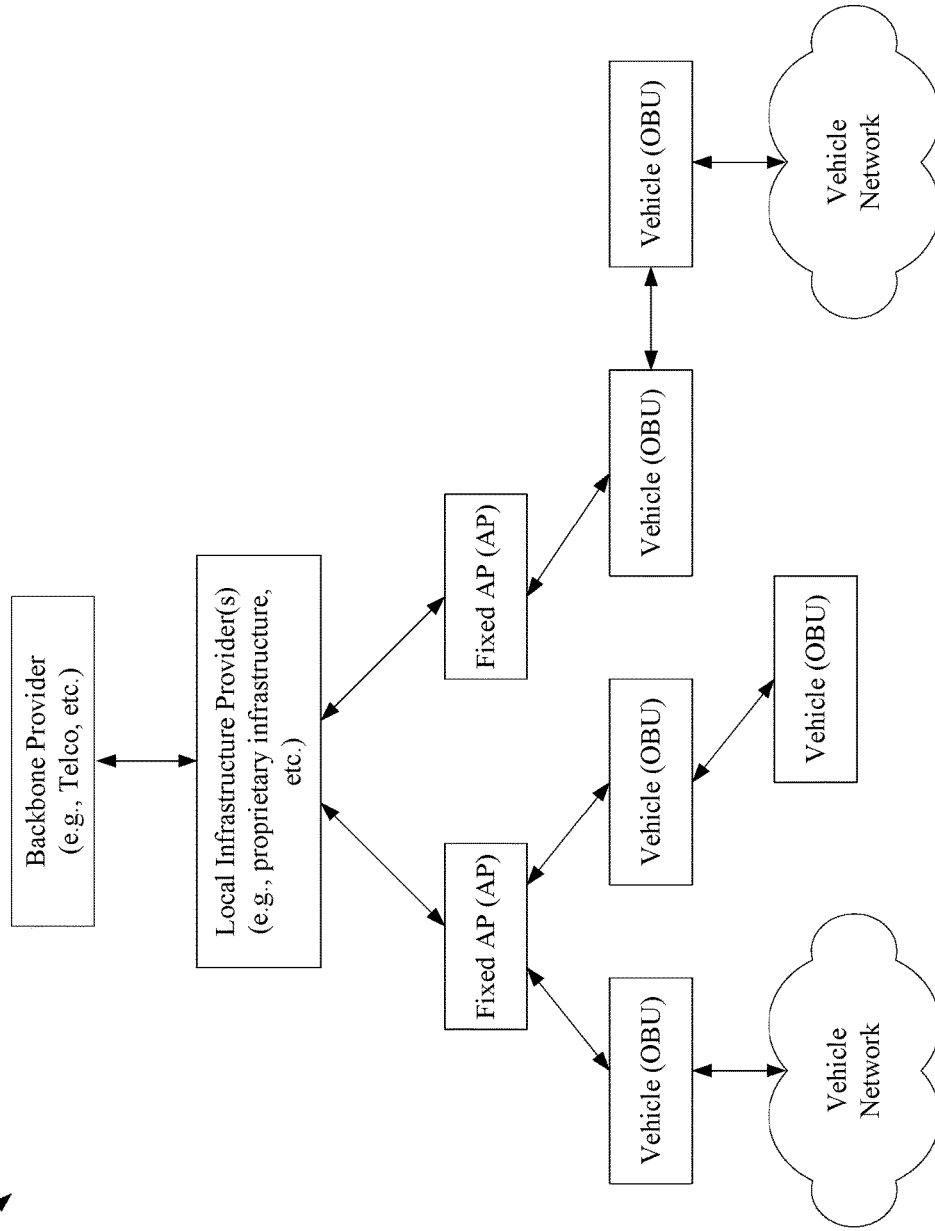 Backbone Provider
(e.g., Telco, etc.)
Local Infrastructure Provider(s)
(e.g., proprietary infrastructure,
etc.)
Fixed AP (AP)
Fixed AP (AP)
Vehicle (OBU)
Vehicle (OBU)
Vehicle (OBU)
Vehicle (OBU)
Vehicle (OBU)
Vehicle
Network
Vehicle
Network